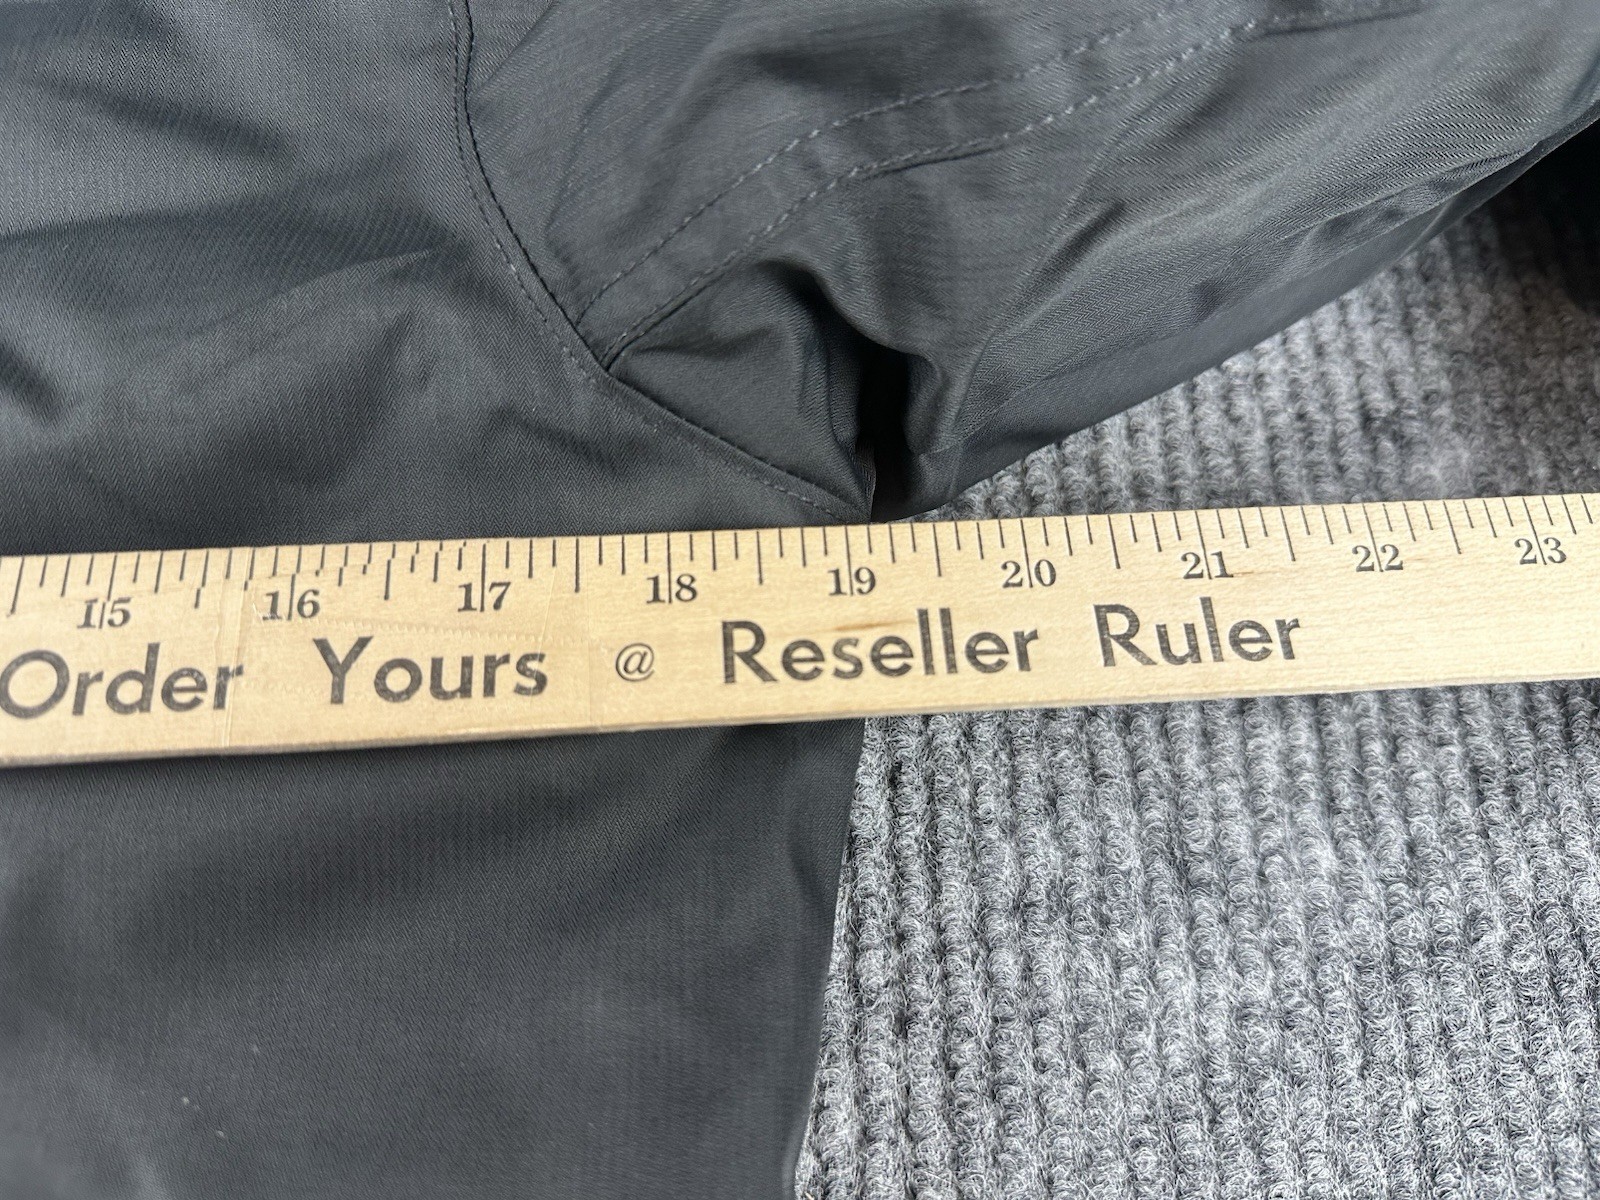 15 16 17 18 19 20 21 22 23
Order Yours @ Reseller Ruler